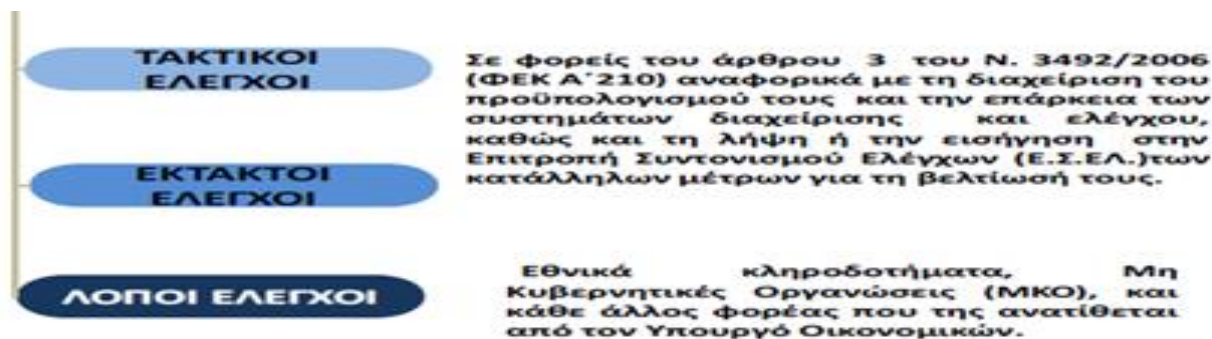 ΤΑΚΤΙΚΟΙ
ΕΛΕΓΧΟΙ
Σε φορείς του άρθρου 3 του Ν. 3492/2006
(ΦΕΚ Α΄210) αναφορικά με τη διαχείριση του
προϋπολογισμού τους και την επάρκεια των
συστημάτων διαχείρισης και ελέγχου,
καθώς και τη λήψη ή την εισήγηση στην
Επιτροπή Συντονισμού Ελέγχων (Ε.Σ.ΕΛ.)των
κατάλληλων μέτρων για τη βελτίωσή τους.
ΕΚΤΑΚΤΟΙ
ΕΛΕΓΧΟΙ
ΛΟΠΟΙ ΕΛΕΓΧΟΙ
Εθνικά κληροδοτήματα, Μη
Κυβερνητικές Οργανώσεις (ΜΚΟ), και
κάθε άλλος φορέας που της ανατίθεται
από τον Υπουργό Οικονομικών.